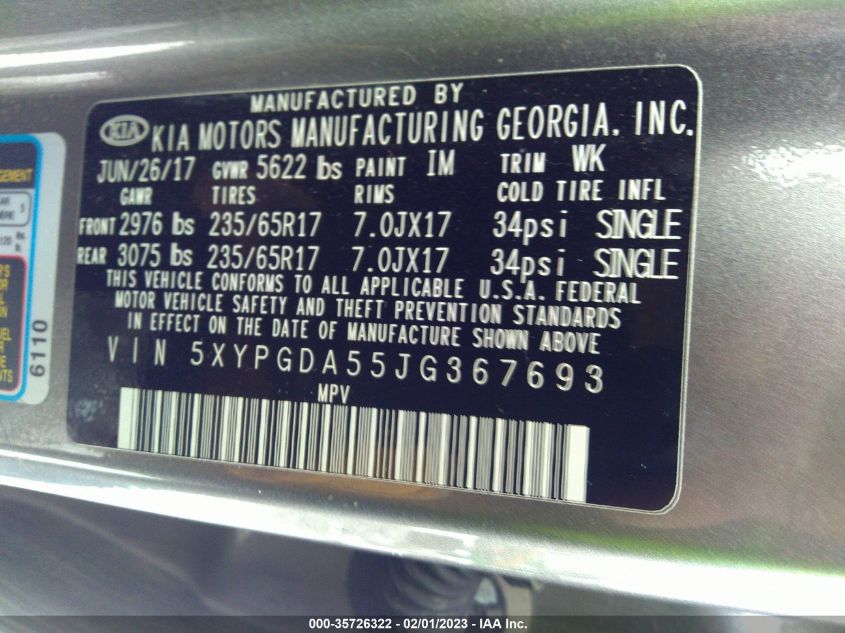 MANUFACTURED BY
KIA KIA MOTORS MANUFACTURING GEORGIA. INC.
JUN/26/17 GVWR 5622 lbs PAINT IM TRIM WK
GAWR TIRES RIMS COLD TIRE INFL
FRONT 2976 lbs 235/65R17 7.0JX17 34psi SINGLE
REAR 3075 lbs 235/65R17 7.0JX17 34psi SINGLE
THIS VEHICLE CONFORMS TO ALL APPLICABLE U.S.A. FEDERAL
MOTOR VEHICLE SAFETY AND THEFT PREVENTION STANDARDS
IN EFFECT ON THE DATE OF MANUFACTURE SHOWN ABOVE
VIN 5XYPGDA55JG367693
MPV
6110
000-35726322 - 02/01/2023 - IAA Inc.